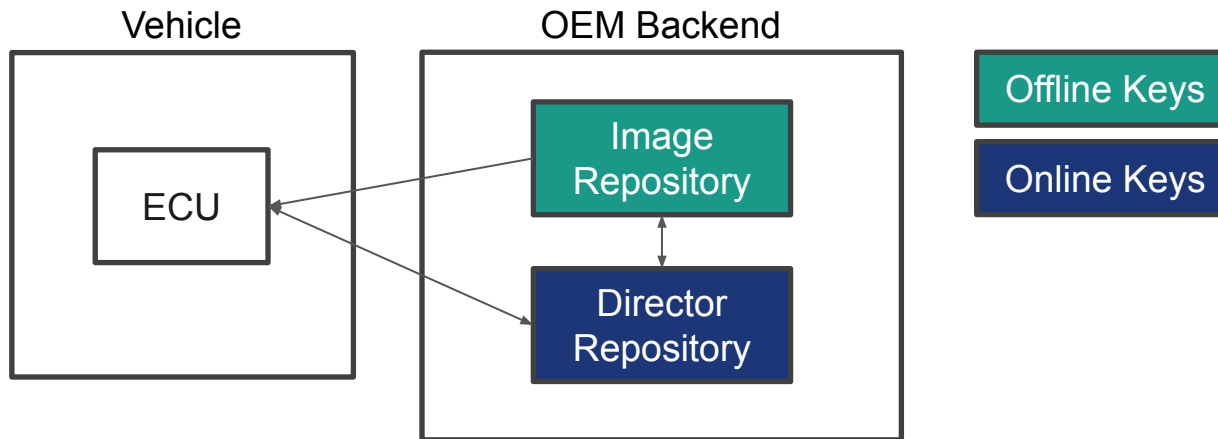 Vehicle
OEM Backend
ECU
Image
Repository
Director
Repository
Offline Keys
Online Keys